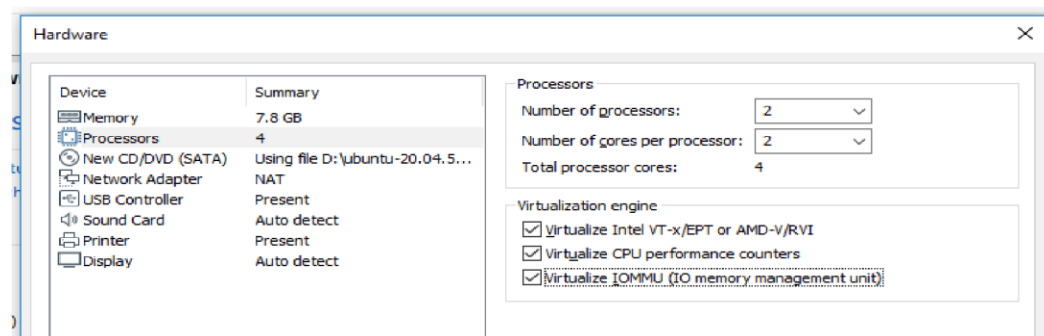 Hardware
Device Summary
Memory 7.8 GB
Processors 4
New CD/DVD (SATA) Using file D:\ubuntu-20.04.5...
Network Adapter NAT
USB Controller Present
Sound Card Auto detect
Printer Present
Display Auto detect
Processors
Number of processors: 2
Number of cores per processor: 2
Total processor cores: 4
Virtualization engine
Virtualize Intel VT-x/EPT or AMD-V/RVI
Virtualize CPU performance counters
Virtualize IOMMU (IO memory management unit)